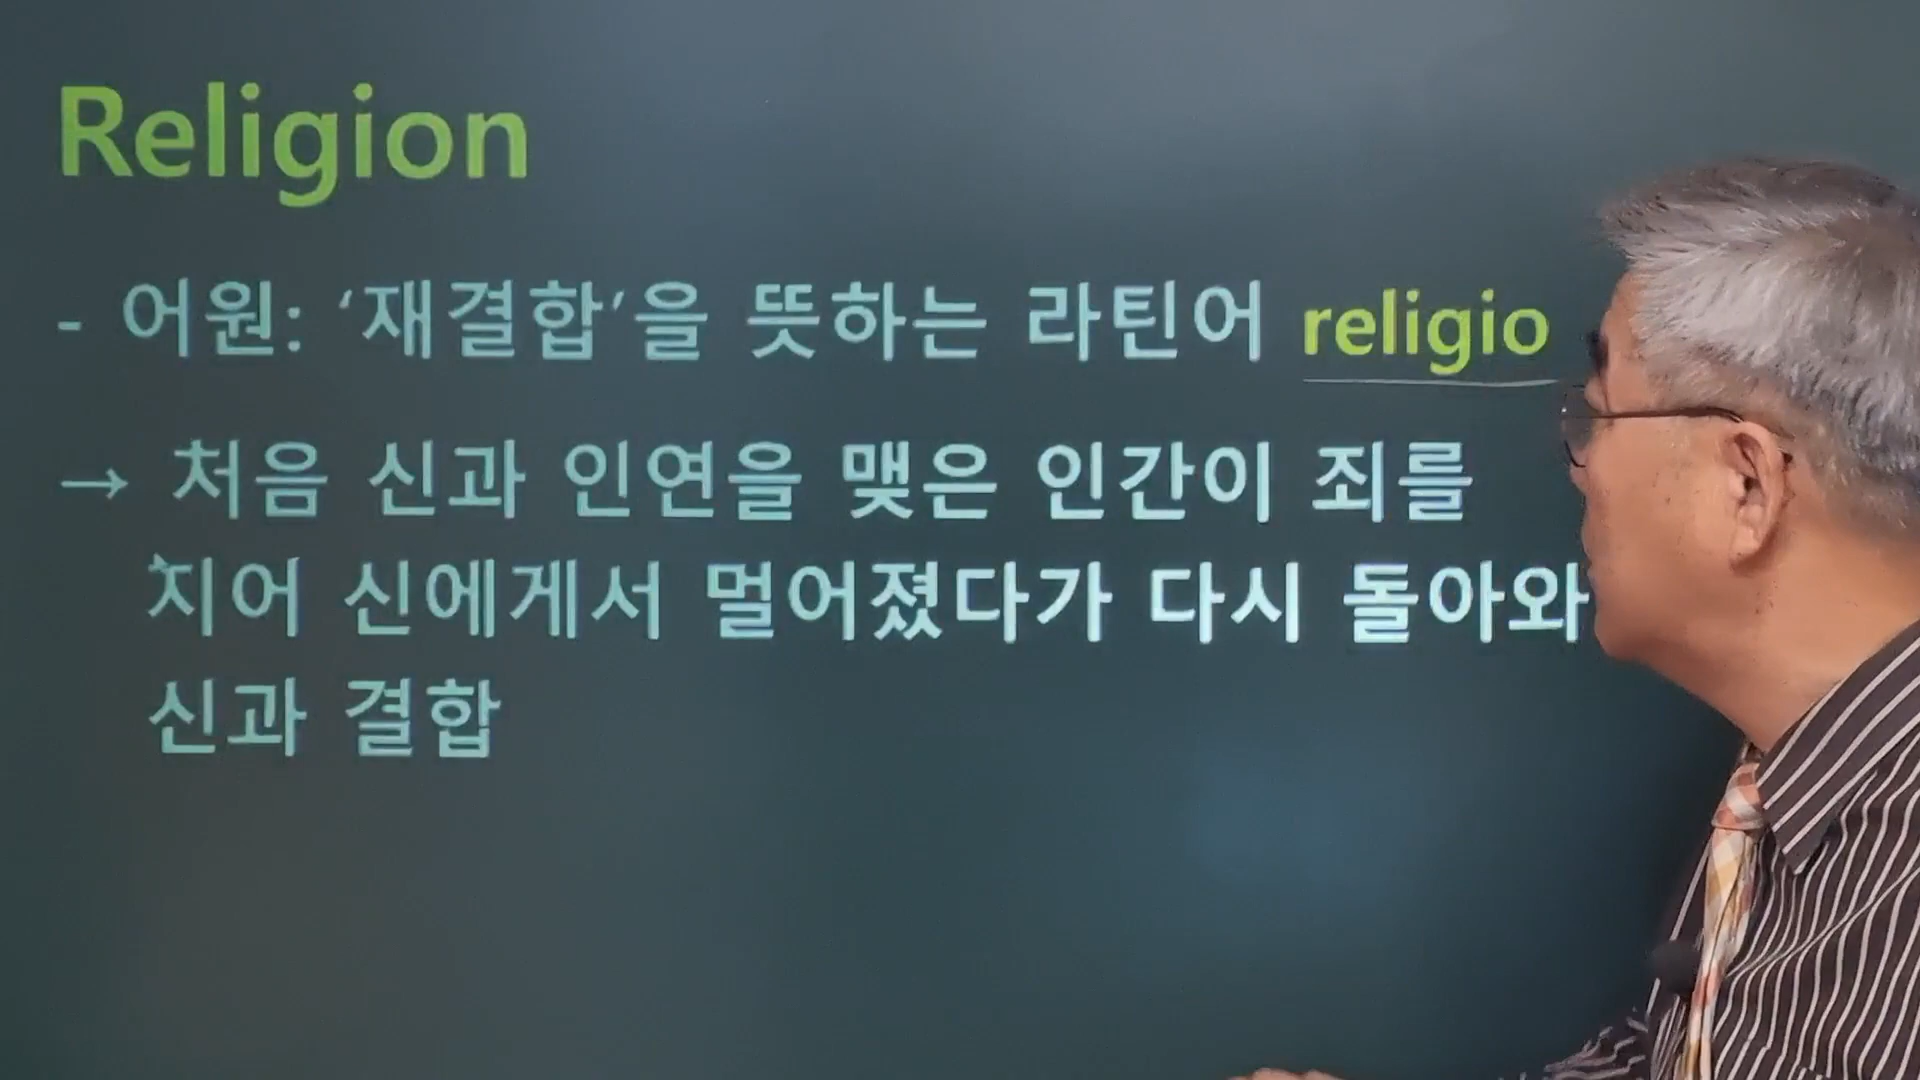 Religion
- 어원: ‘재결합’을 뜻하는 라틴어 religio
→ 처음 신과 인연을 맺은 인간이 죄를
지어 신에게서 멀어졌다가 다시 돌아와
신과 결합